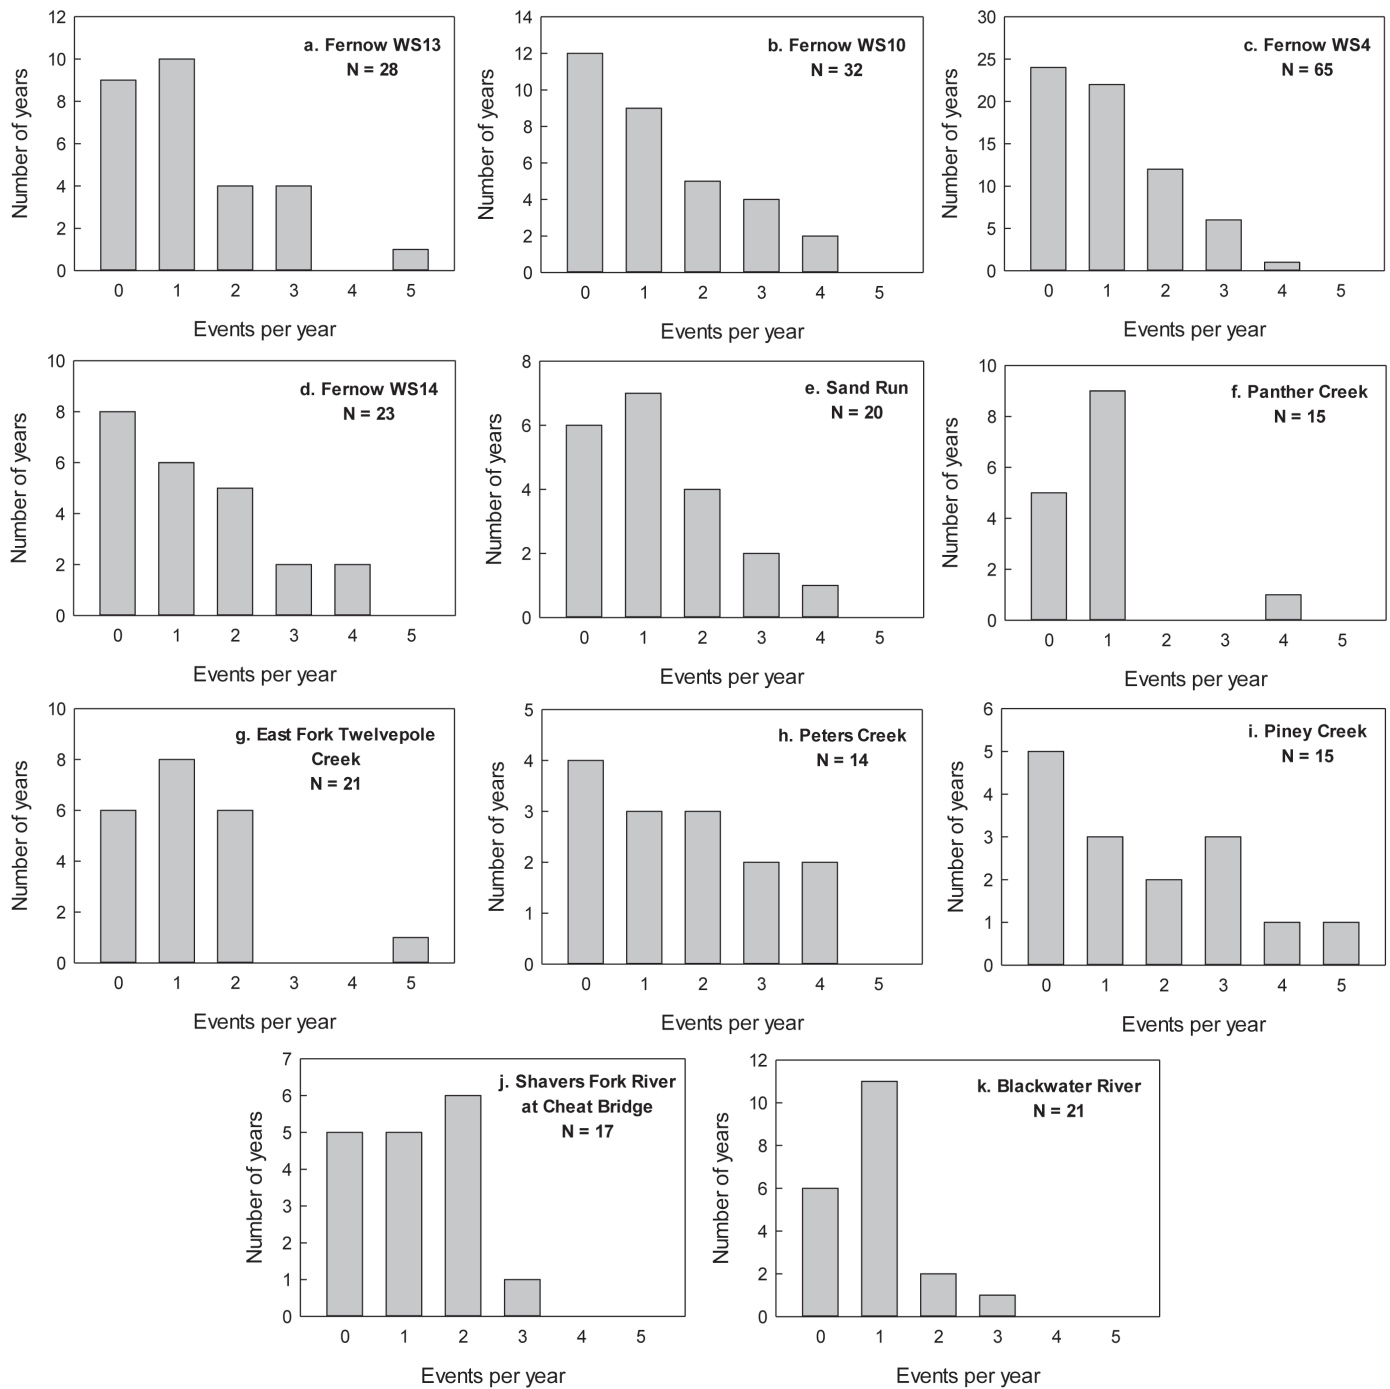 12
10
8
6
4
2
0
Number of years
a. Fernow WS13
N = 28
0 1 2 3 4 5
Events per year
14
12
10
8
6
4
2
0
Number of years
b. Fernow WS10
N = 32
0 1 2 3 4 5
Events per year
30
25
20
15
10
5
0
Number of years
c. Fernow WS4
N = 65
0 1 2 3 4 5
Events per year
10
8
6
4
2
0
Number of years
d. Fernow WS14
N = 23
0 1 2 3 4 5
Events per year
8
6
4
2
0
Number of years
e. Sand Run
N = 20
0 1 2 3 4 5
Events per year
10
8
6
4
2
0
Number of years
f. Panther Creek
N = 15
0 1 2 3 4 5
Events per year
10
8
6
4
2
0
Number of years
g. East Fork Twelvepole
Creek
N = 21
0 1 2 3 4 5
Events per year
5
4
3
2
1
0
Number of years
h. Peters Creek
N = 14
0 1 2 3 4 5
Events per year
6
5
4
3
2
1
0
Number of years
i. Piney Creek
N = 15
0 1 2 3 4 5
Events per year
7
6
5
4
3
2
1
0
Number of years
j. Shavers Fork River
at Cheat Bridge
N = 17
0 1 2 3 4 5
Events per year
12
10
8
6
4
2
0
Number of years
k. Blackwater River
N = 21
0 1 2 3 4 5
Events per year